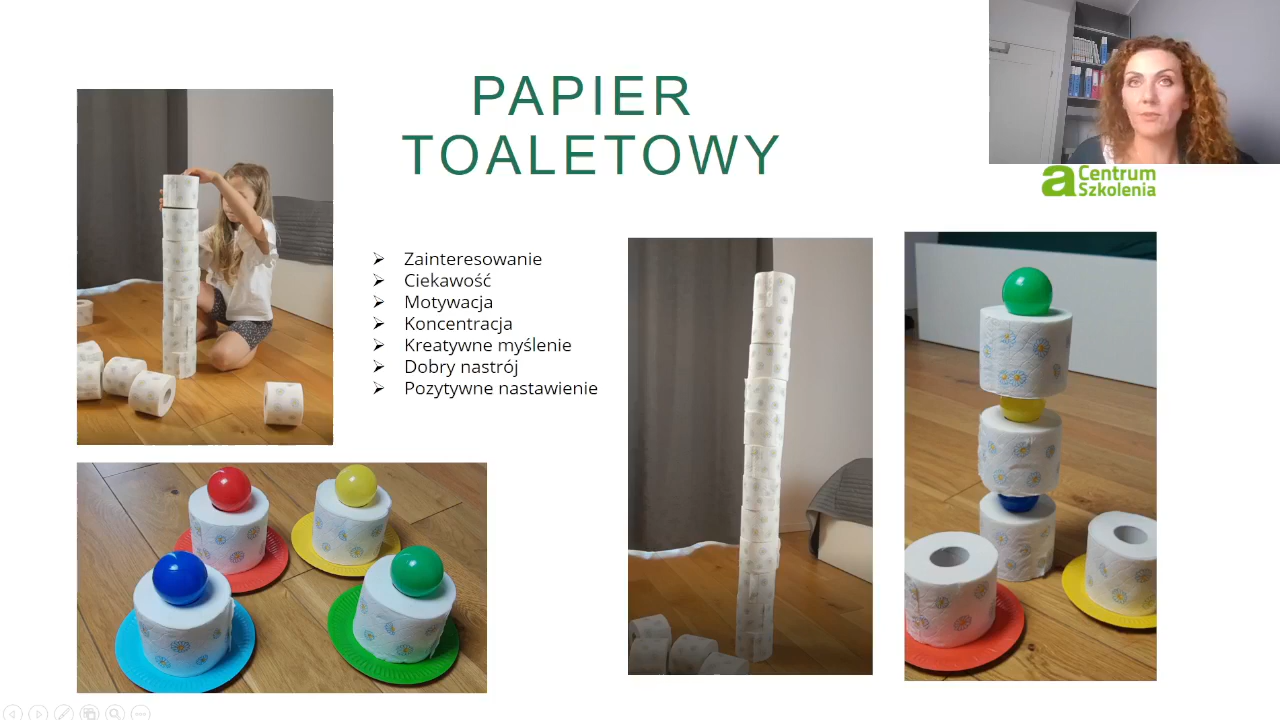 PAPIER
TOALETOWY
a Centrum
Szkolenia
Zainteresowanie
Ciekawość
Motywacja
Koncentracja
Kreatywne myślenie
Dobry nastrój
Pozytywne nastawienie